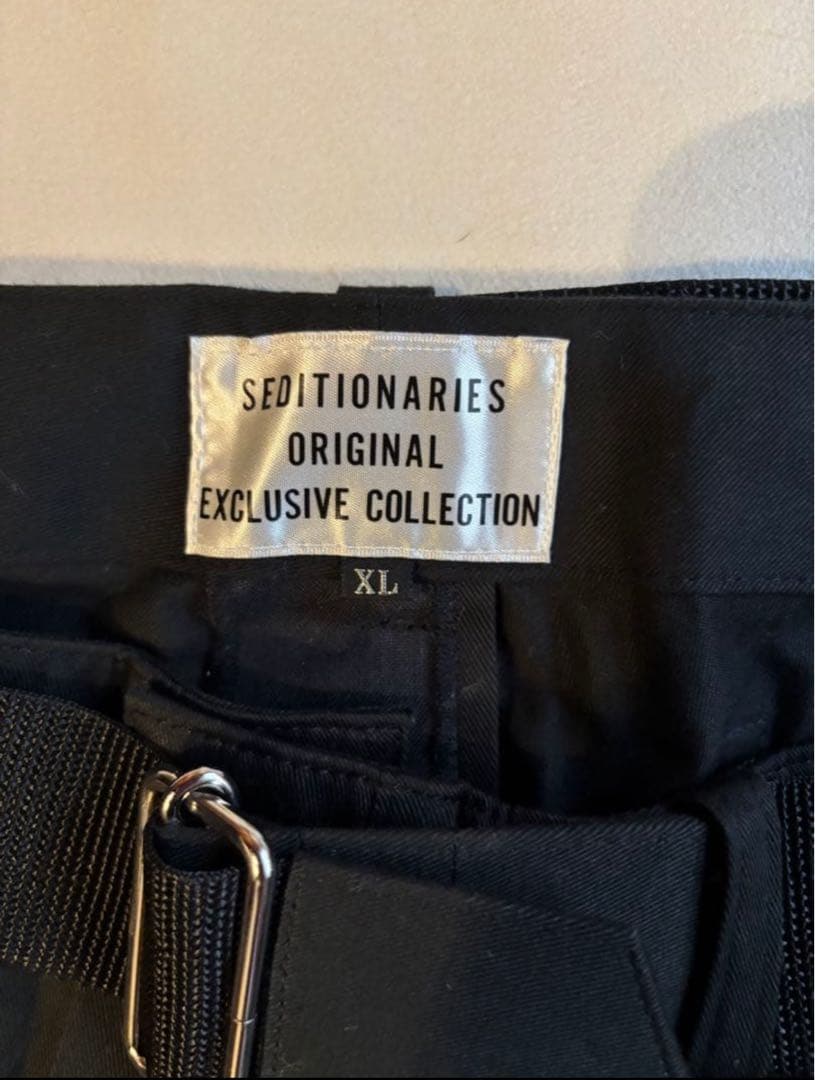 SEDITIONARIES
ORIGINAL
EXCLUSIVE COLLECTION
XL